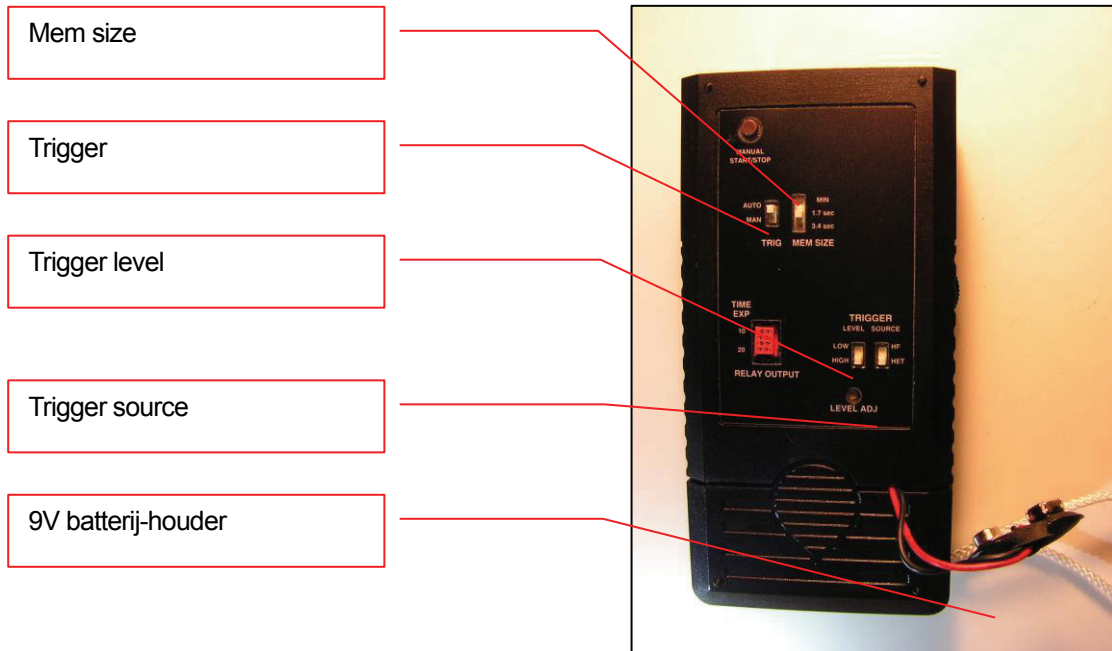 Mem size
Trigger
Trigger level
Trigger source
9V batterij-houder
MANUAL
START/STOP
AUTO
MAN
TRIG
MIN
1.7 sec
3.4 sec
MEM SIZE
TIME
EXP
10
20
RELAY OUTPUT
TRIGGER
LEVEL SOURCE
LOW
HIGH
HF
HET
LEVEL ADJ